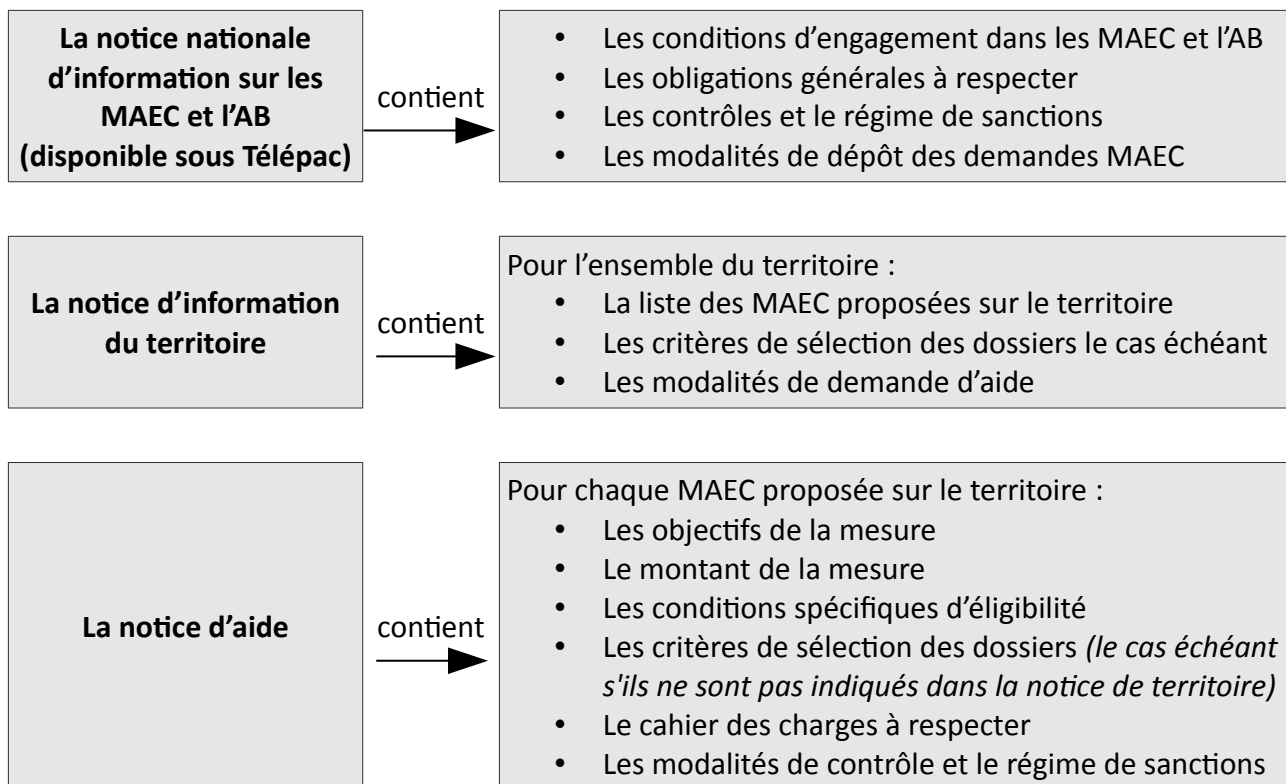 La notice nationale
d’information sur les
MAEC et l’AB
(disponible sous Télépac)
contient
• Les conditions d’engagement dans les MAEC et l’AB
• Les obligations générales à respecter
• Les contrôles et le régime de sanctions
• Les modalités de dépôt des demandes MAEC
La notice d’information
du territoire
contient
Pour l’ensemble du territoire :
• La liste des MAEC proposées sur le territoire
• Les critères de sélection des dossiers le cas échéant
• Les modalités de demande d’aide
La notice d’aide
contient
Pour chaque MAEC proposée sur le territoire :
• Les objectifs de la mesure
• Le montant de la mesure
• Les conditions spécifiques d’éligibilité
• Les critères de sélection des dossiers (le cas échéant
s'ils ne sont pas indiqués dans la notice de territoire)
• Le cahier des charges à respecter
• Les modalités de contrôle et le régime de sanctions